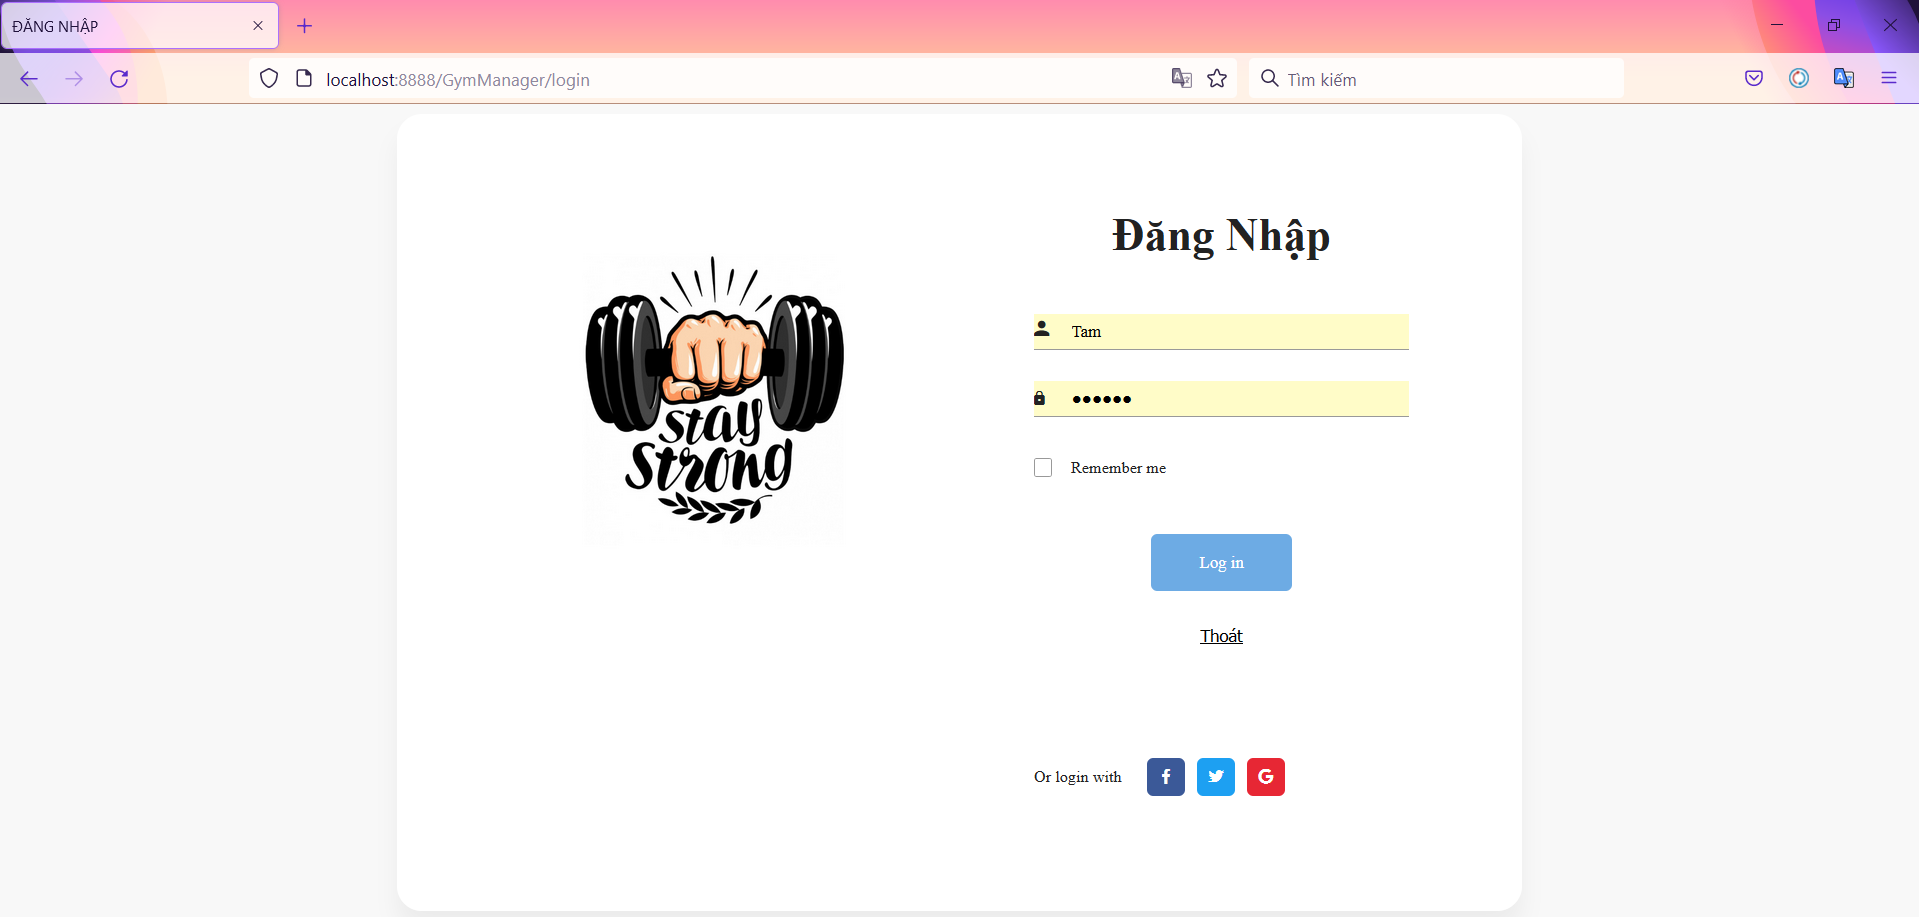 ĐĂNG NHẬP
localhost:8888/GymManager/login
Tìm kiếm
stay
Strong
Đăng Nhập
Tam
••••••
Remember me
Log in
Thoát
Or login with